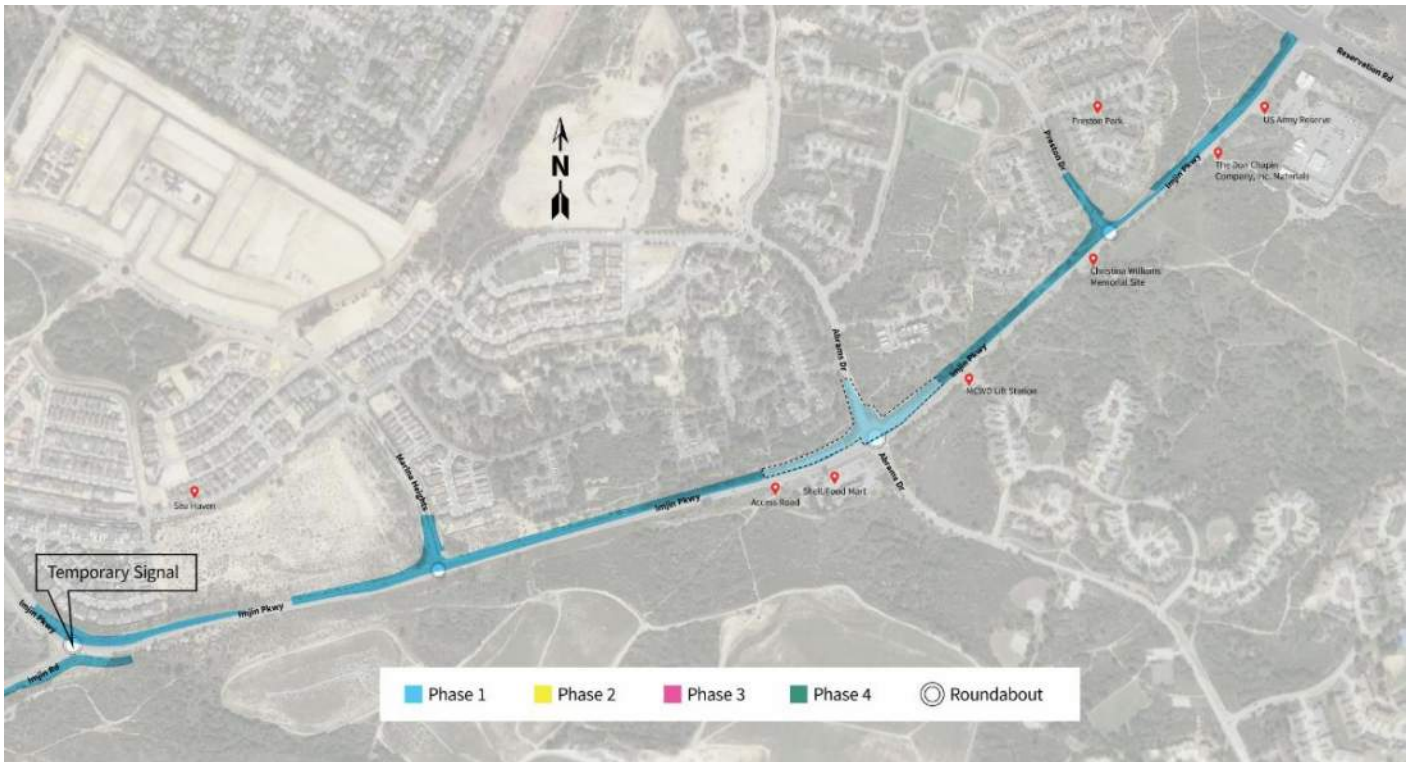 Reservation Rd
Preston Park
US Army Reserve
N
Preston Dr
The Don Chapin
Company, Inc. Materials
Imjin Pkwy
Christina Williams
Memorial Site
Abrams Dr
Imjin Pkwy
MCWD Lift Station
Marina Heights
Abrams Dr
Shell/Food Mart
Access Road
Imjin Pkwy
Sea Haven
Temporary Signal
Imjin Pkwy
Imjin Pkwy
Imjin Rd
Phase 1
Phase 2
Phase 3
Phase 4
Roundabout